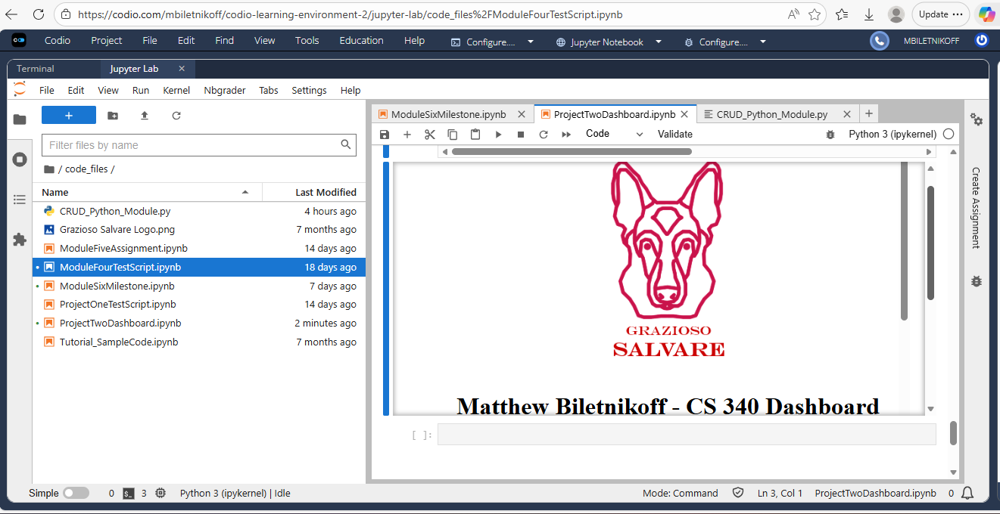 https://codio.com/mbiletnikoff/codio-learning-environment-2/jupyter-lab/code_files%2FModuleFourTestScript.ipynb
Update
Codio Project File Edit Find View Tools Education Help Configure.... Jupyter Notebook Configure.... MBILETNIKOFF
Terminal Jupyter Lab
File Edit View Run Kernel Nbgrader Tabs Settings Help
ModuleSixMilestone.ipynb ProjectTwoDashboard.ipynb CRUD_Python_Module.py
Code Validate Python 3 (ipykernel)
Filter files by name
/ code_files /
Name Last Modified
CRUD_Python_Module.py 4 hours ago
Grazioso Salvare Logo.png 7 months ago
ModuleFiveAssignment.ipynb 14 days ago
ModuleFourTestScript.ipynb 18 days ago
ModuleSixMilestone.ipynb 7 days ago
ProjectOneTestScript.ipynb 14 days ago
ProjectTwoDashboard.ipynb 2 minutes ago
Tutorial_SampleCode.ipynb 7 months ago
GRAZIOSO
SALVARE
Matthew Biletnikoff - CS 340 Dashboard
[ ]:
Create Assignment
Simple 0 $_ 3 Python 3 (ipykernel) | Idle Mode: Command Ln 3, Col 1 ProjectTwoDashboard.ipynb 0